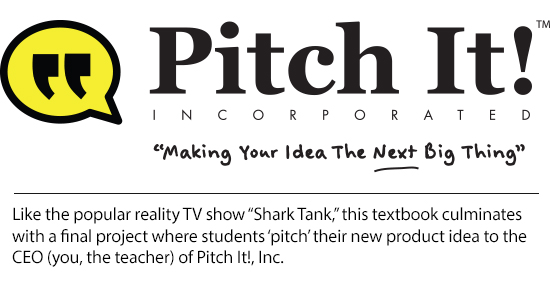 Pitch It!™
INCORPORATED
“Making Your Idea The Next Big Thing”
Like the popular reality TV show “Shark Tank,” this textbook culminates
with a final project where students ‘pitch’ their new product idea to the
CEO (you, the teacher) of Pitch It!, Inc.